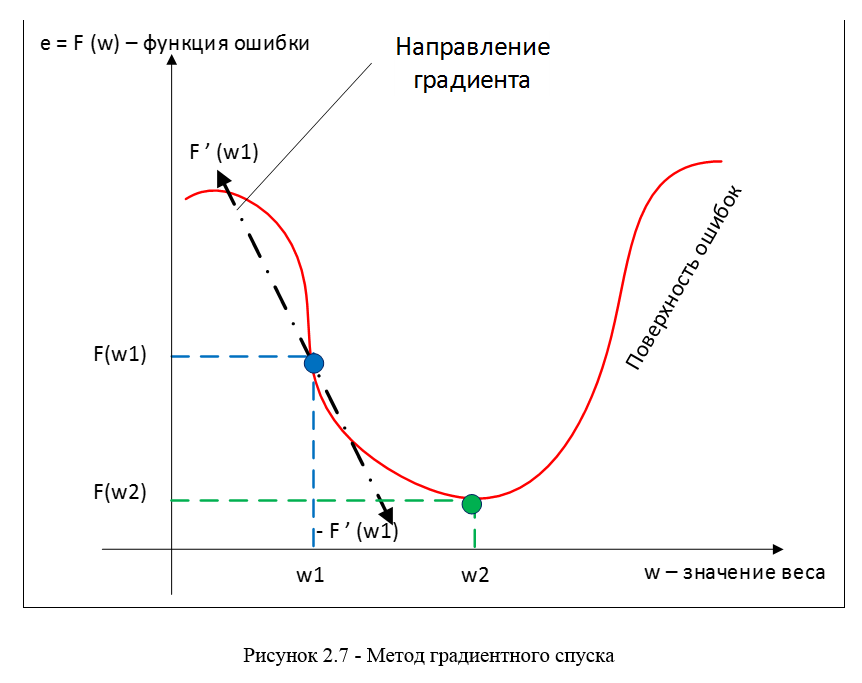 e = F (w) – функция ошибки
Направление
градиента
F ’ (w1)
Поверхность ошибок
F(w1)
F(w2)
- F ’ (w1)
w1
w2
w – значение веса
Рисунок 2.7 - Метод градиентного спуска